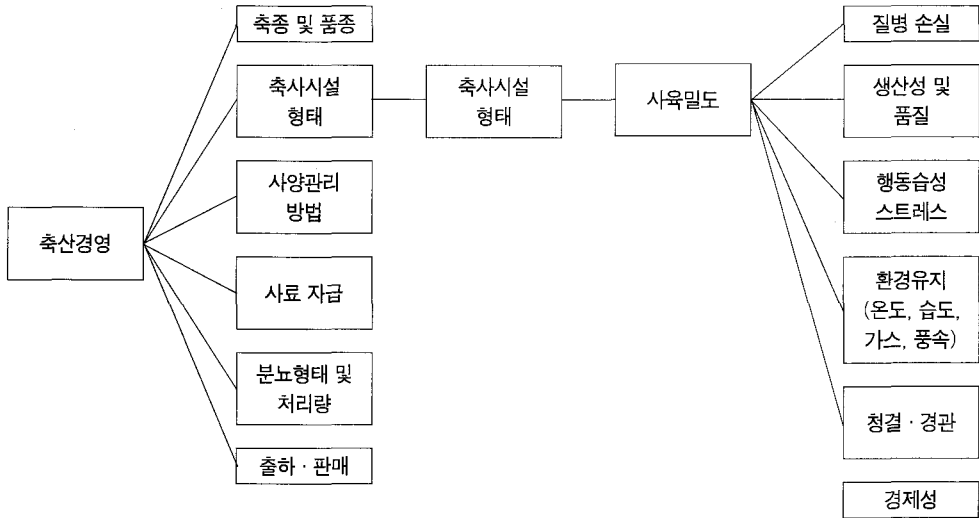 축종 및 품종
질병 손실
축사시설
형태
축사시설
형태
사육밀도
생산성 및
품질
사양관리
방법
행동습성
스트레스
축산경영
사료 자급
환경유지
(온도, 습도,
가스, 풍속)
분뇨형태 및
처리량
청결 · 경관
출하 · 판매
경제성